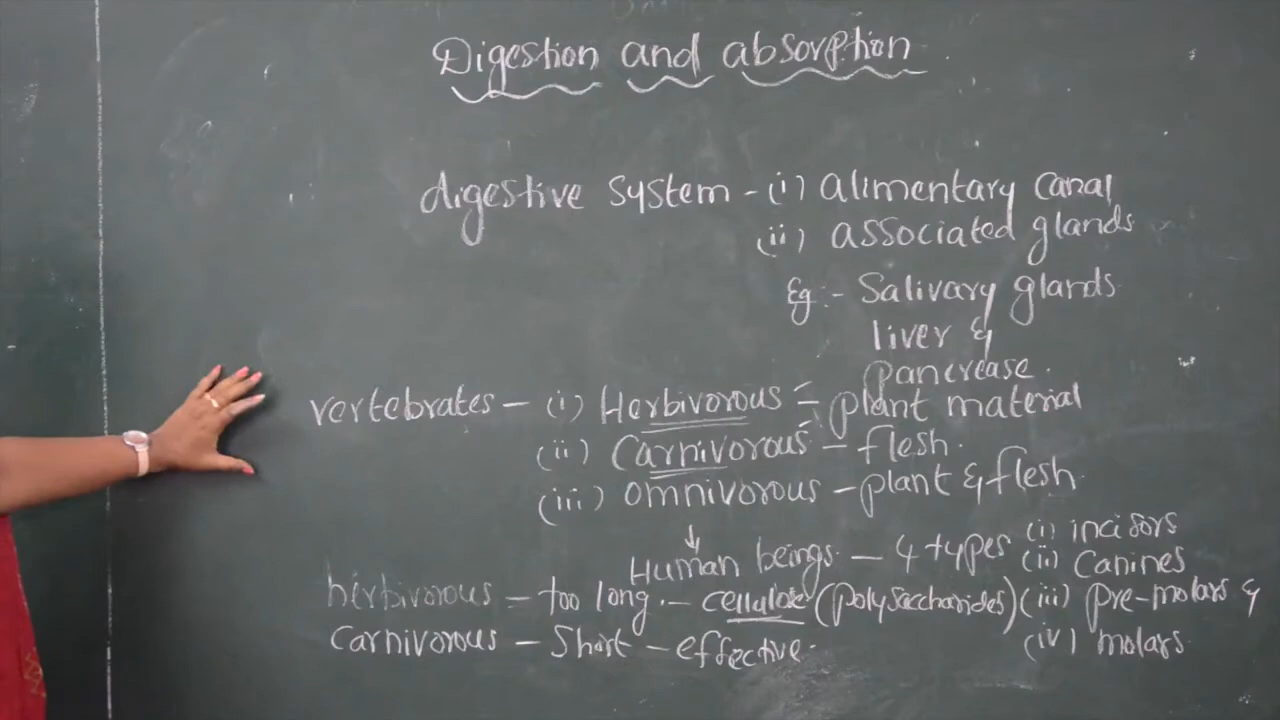 Digestion and absorption
digestive system - (i) alimentary canal
(ii) associated glands
Eg :- Salivary glands
liver &
pancrease.
vertebrates - (i) Herbivorous = plant material
(ii) Carnivorous - flesh.
(iii) omnivorous - plant & flesh.
↓
Human beings. - 4 types (i) incisors
(ii) Canines
herbivorous - too long. - cellulose (polysaccharides) (iii) pre-molars &
carnivorous - Short - effective. (iv) molars.